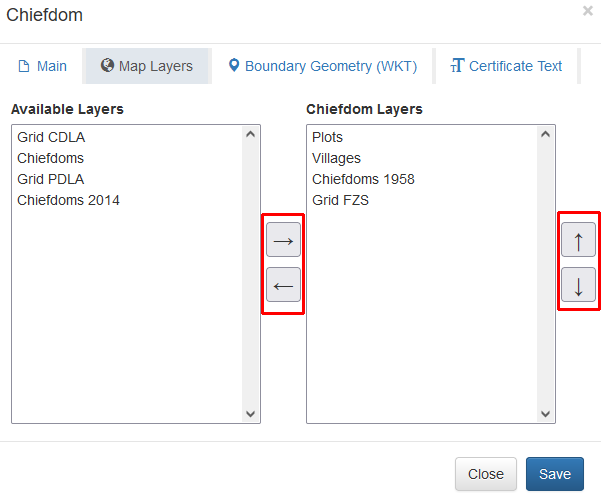 Chiefdom
×
Main
Map Layers
Boundary Geometry (WKT)
Certificate Text
Available Layers
Chiefdom Layers
Grid CDLA
Chiefdoms
Grid PDLA
Chiefdoms 2014
Plots
Villages
Chiefdoms 1958
Grid FZS
→
←
↑
↓
Close
Save